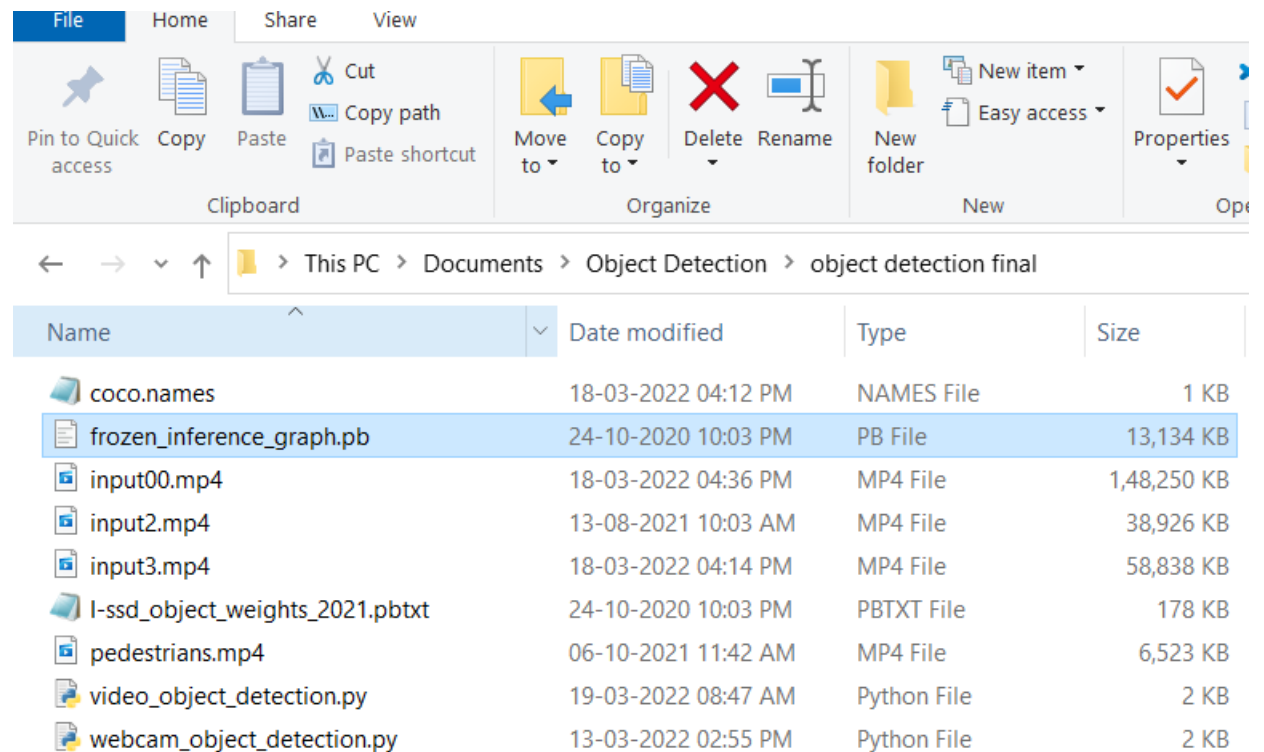 File Home Share View
Pin to Quick access
Copy
Paste
Cut
W... Copy path
Paste shortcut
Clipboard
Move to
Copy to
Delete
Rename
Organize
New folder
New item
Easy access
New
Properties
Ope
This PC > Documents > Object Detection > object detection final
Name Date modified Type Size
coco.names 18-03-2022 04:12 PM NAMES File 1 KB
frozen_inference_graph.pb 24-10-2020 10:03 PM PB File 13,134 KB
input00.mp4 18-03-2022 04:36 PM MP4 File 1,48,250 KB
input2.mp4 13-08-2021 10:03 AM MP4 File 38,926 KB
input3.mp4 18-03-2022 04:14 PM MP4 File 58,838 KB
I-ssd_object_weights_2021.pbtxt 24-10-2020 10:03 PM PBTXT File 178 KB
pedestrians.mp4 06-10-2021 11:42 AM MP4 File 6,523 KB
video_object_detection.py 19-03-2022 08:47 AM Python File 2 KB
webcam_object_detection.py 13-03-2022 02:55 PM Python File 2 KB